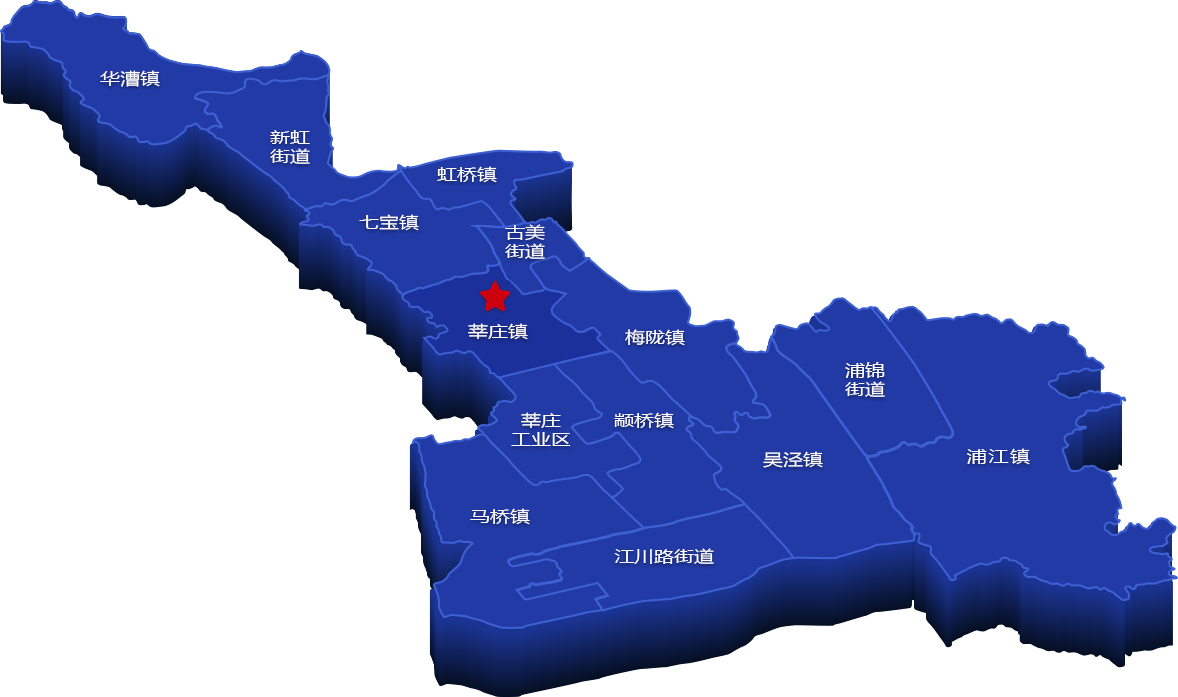 华漕镇
新虹
街道
虹桥镇
七宝镇
古美
街道
莘庄镇
梅陇镇
浦锦
街道
莘庄
工业区
颛桥镇
吴泾镇
浦江镇
马桥镇
江川路街道